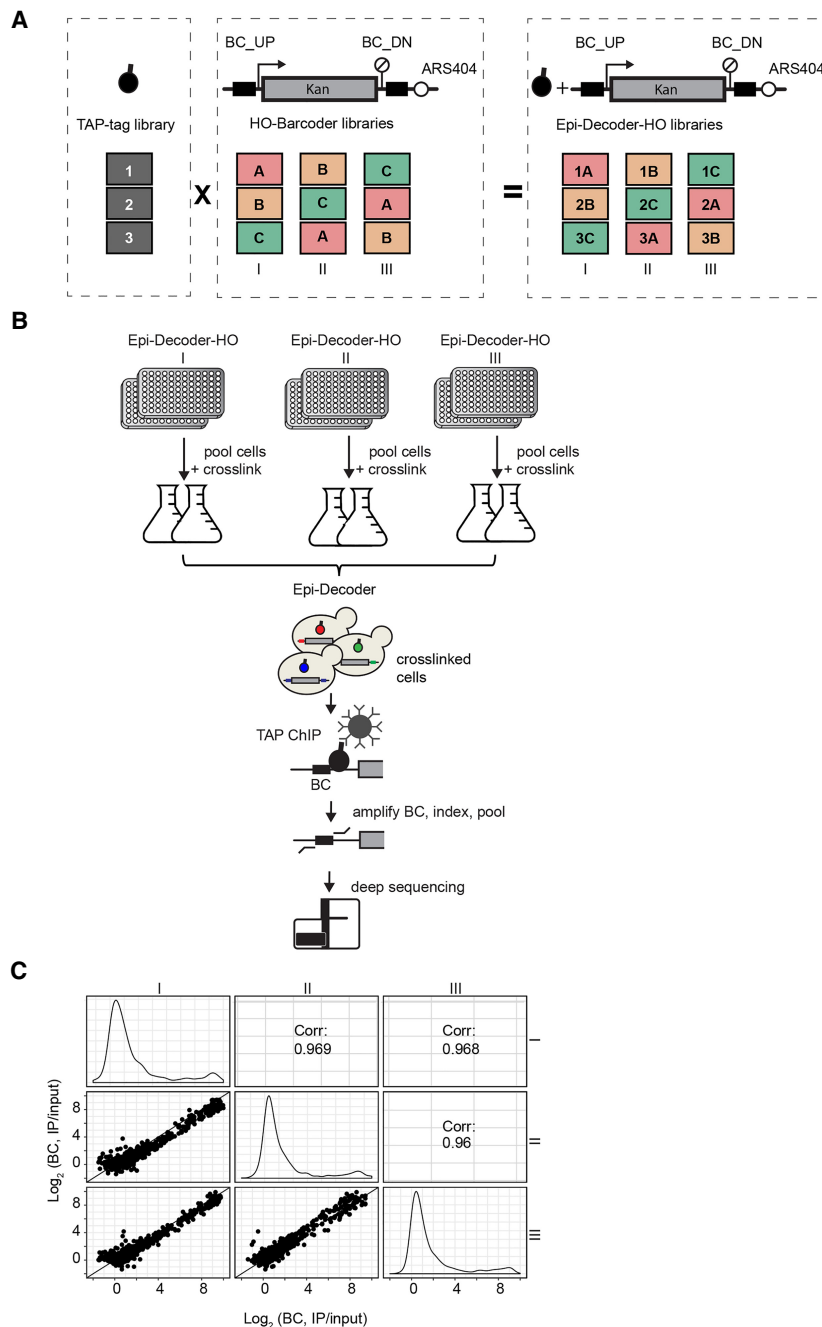 A
BC_UP
BC_DN
ARS404
Kan
TAP-tag library
HO-Barcoder libraries
BC_UP
BC_DN
ARS404
+
Kan
Epi-Decoder-HO libraries
1
2
3
X
A B C
B C A
C A B
I II III
=
1A 1B 1C
2B 2C 2A
3C 3A 3B
I II III
B
Epi-Decoder-HO
I
Epi-Decoder-HO
II
Epi-Decoder-HO
III
pool cells
+ crosslink
pool cells
+ crosslink
pool cells
+ crosslink
Epi-Decoder
crosslinked
cells
TAP ChIP
BC
amplify BC, index, pool
deep sequencing
C
I II III
Corr:
0.969
Corr:
0.968
I
Corr:
0.96
II
III
Log₂ (BC, IP/input)
8
4
0
8
4
0
0 4 8 0 4 8 0 4 8
Log₂ (BC, IP/input)